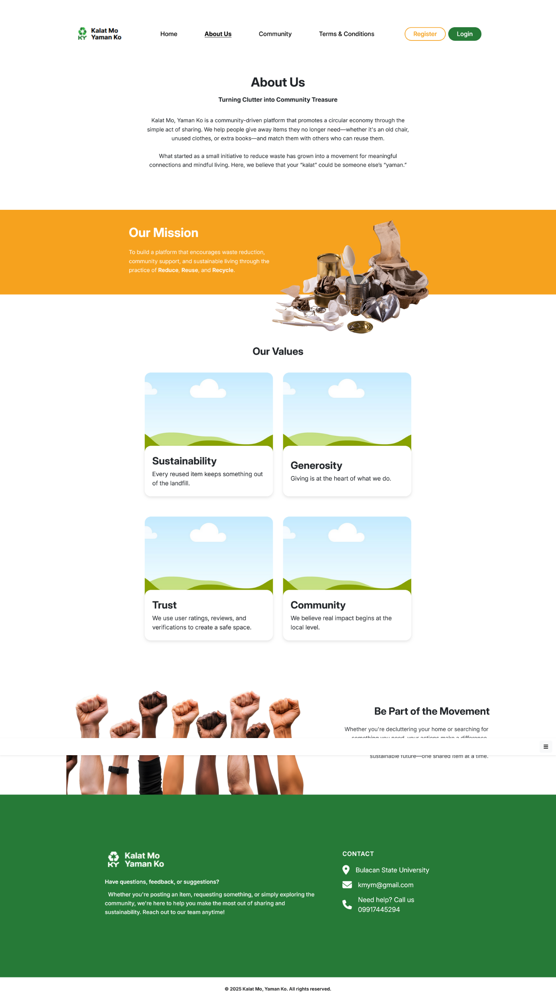 Kalat Mo
Yaman Ko
KY
Home
About Us
Community
Terms & Conditions
Register
Login
About Us
Turning Clutter into Community Treasure
Kalat Mo, Yaman Ko is a community-driven platform that promotes a circular economy through the
simple act of sharing. We help people give away items they no longer need—whether it's an old chair,
unused clothes, or extra books—and match them with others who can reuse them.
What started as a small initiative to reduce waste has grown into a movement for meaningful
connections and mindful living. Here, we believe that your “kalat” could be someone else’s “yaman.”
Our Mission
To build a platform that encourages waste reduction,
community support, and sustainable living through the
practice of Reduce, Reuse, and Recycle.
Our Values
Sustainability
Every reused item keeps something out
of the landfill.
Generosity
Giving is at the heart of what we do.
Trust
We use user ratings, reviews, and
verifications to create a safe space.
Community
We believe real impact begins at the
local level.
Be Part of the Movement
Whether you're decluttering your home or searching for
something you need, your actions make a difference.
sustainable future—one shared item at a time.
KY
Kalat Mo
Yaman Ko
Have questions, feedback, or suggestions?
Whether you're posting an item, requesting something, or simply exploring the
community, we’re here to help you make the most out of sharing and
sustainability. Reach out to our team anytime!
CONTACT
Bulacan State University
kmym@gmail.com
Need help? Call us
09917445294
© 2025 Kalat Mo, Yaman Ko. All rights reserved.